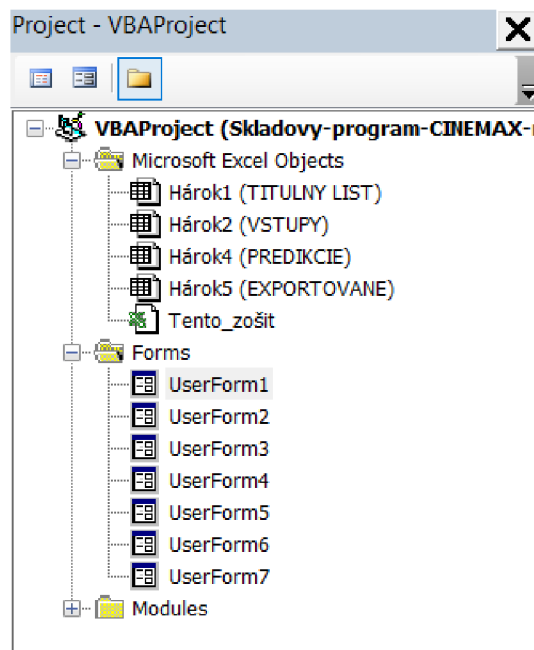 Project - VBAProject
VBAProject (Skladovy-program-CINEMAX-
Microsoft Excel Objects
Hárok1 (TITULNY LIST)
Hárok2 (VSTUPY)
Hárok4 (PREDIKCIE)
Hárok5 (EXPORTOVANE)
Tento_zošit
Forms
UserForm1
UserForm2
UserForm3
UserForm4
UserForm5
UserForm6
UserForm7
Modules